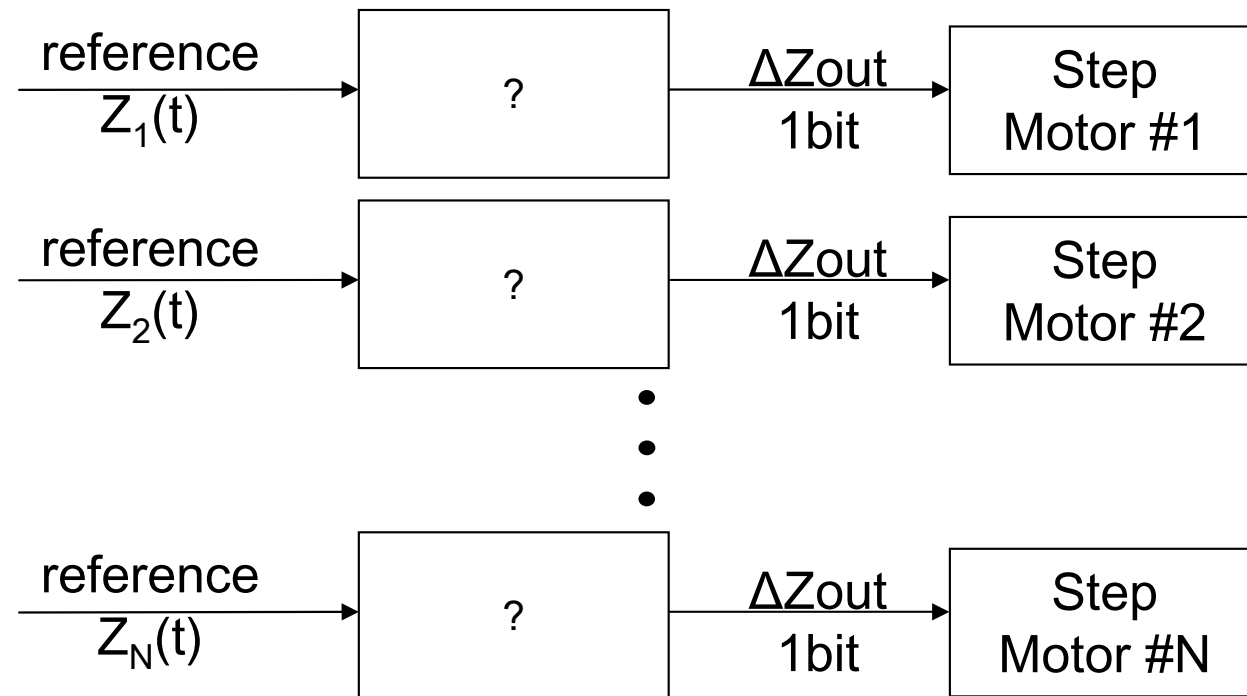 reference
Z₁(t)
?
ΔZout
1bit
Step
Motor #1
reference
Z₂(t)
?
ΔZout
1bit
Step
Motor #2
reference
Z_N(t)
?
ΔZout
1bit
Step
Motor #N